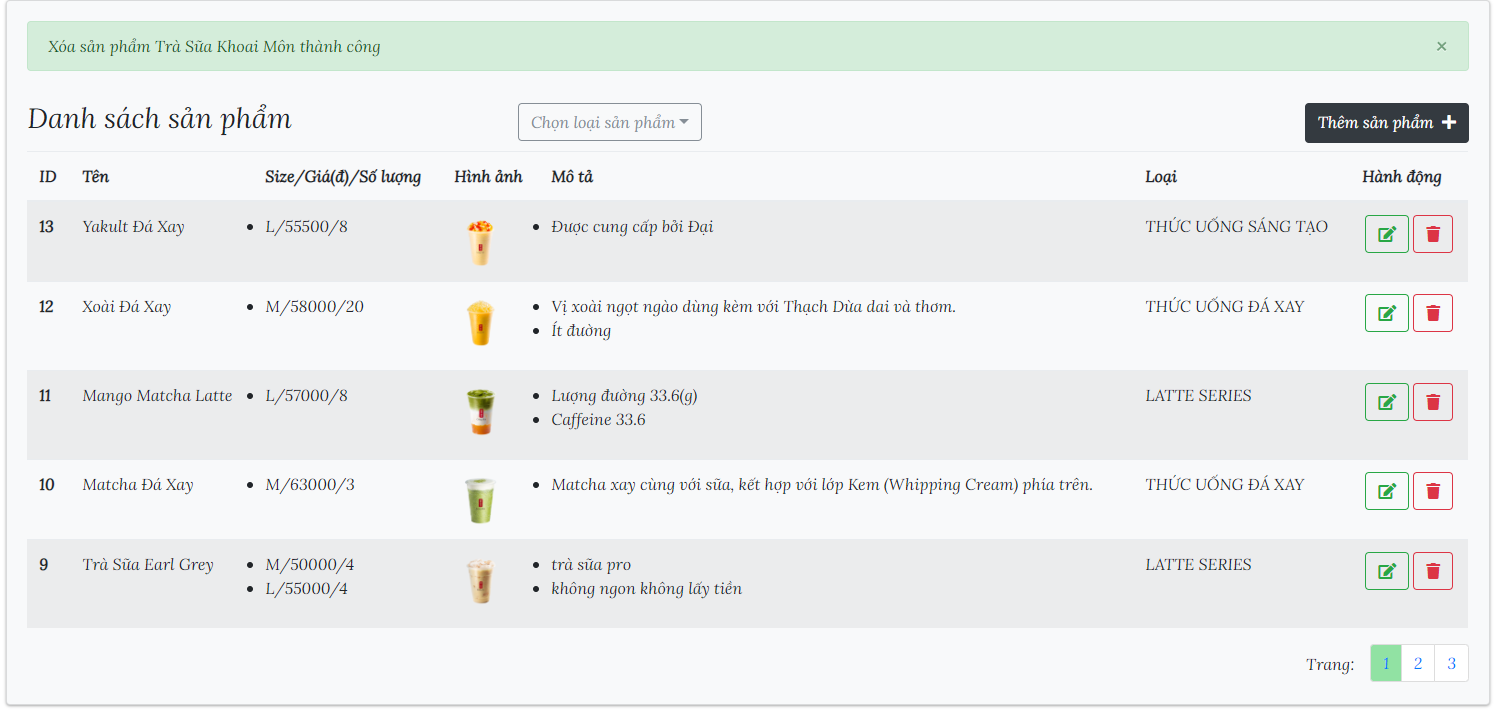 Xóa sản phẩm Trà Sữa Khoai Môn thành công ×
Danh sách sản phẩm Chọn loại sản phẩm Thêm sản phẩm
ID Tên Size/Giá(đ)/Số lượng Hình ảnh Mô tả Loại Hành động
13 Yakult Đá Xay • L/55500/8 • Được cung cấp bởi Đại THỨC UỐNG SÁNG TẠO
12 Xoài Đá Xay • M/58000/20 • Vị xoài ngọt ngào dùng kèm với Thạch Dừa dai và thơm. THỨC UỐNG ĐÁ XAY
• Ít đường
11 Mango Matcha Latte • L/57000/8 • Lượng đường 33.6(g) LATTE SERIES
• Caffeine 33.6
10 Matcha Đá Xay • M/63000/3 • Matcha xay cùng với sữa, kết hợp với lớp Kem (Whipping Cream) phía trên. THỨC UỐNG ĐÁ XAY
9 Trà Sữa Earl Grey • M/50000/4 • trà sữa pro LATTE SERIES
• L/55000/4 • không ngon không lấy tiền
Trang: 1 2 3